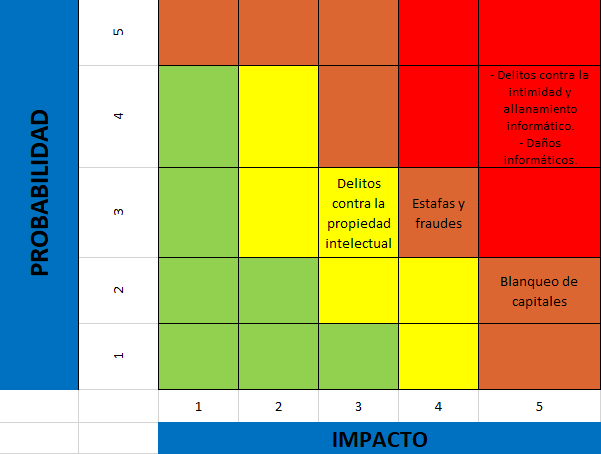 PROBABILIDAD
5
4
- Delitos contra la
intimidad y
allanamiento
informático.
- Daños
informáticos.
3
Delitos
contra la
propiedad
intelectual
Estafas y
fraudes
2
Blanqueo de
capitales
1
1 2 3 4 5
IMPACTO